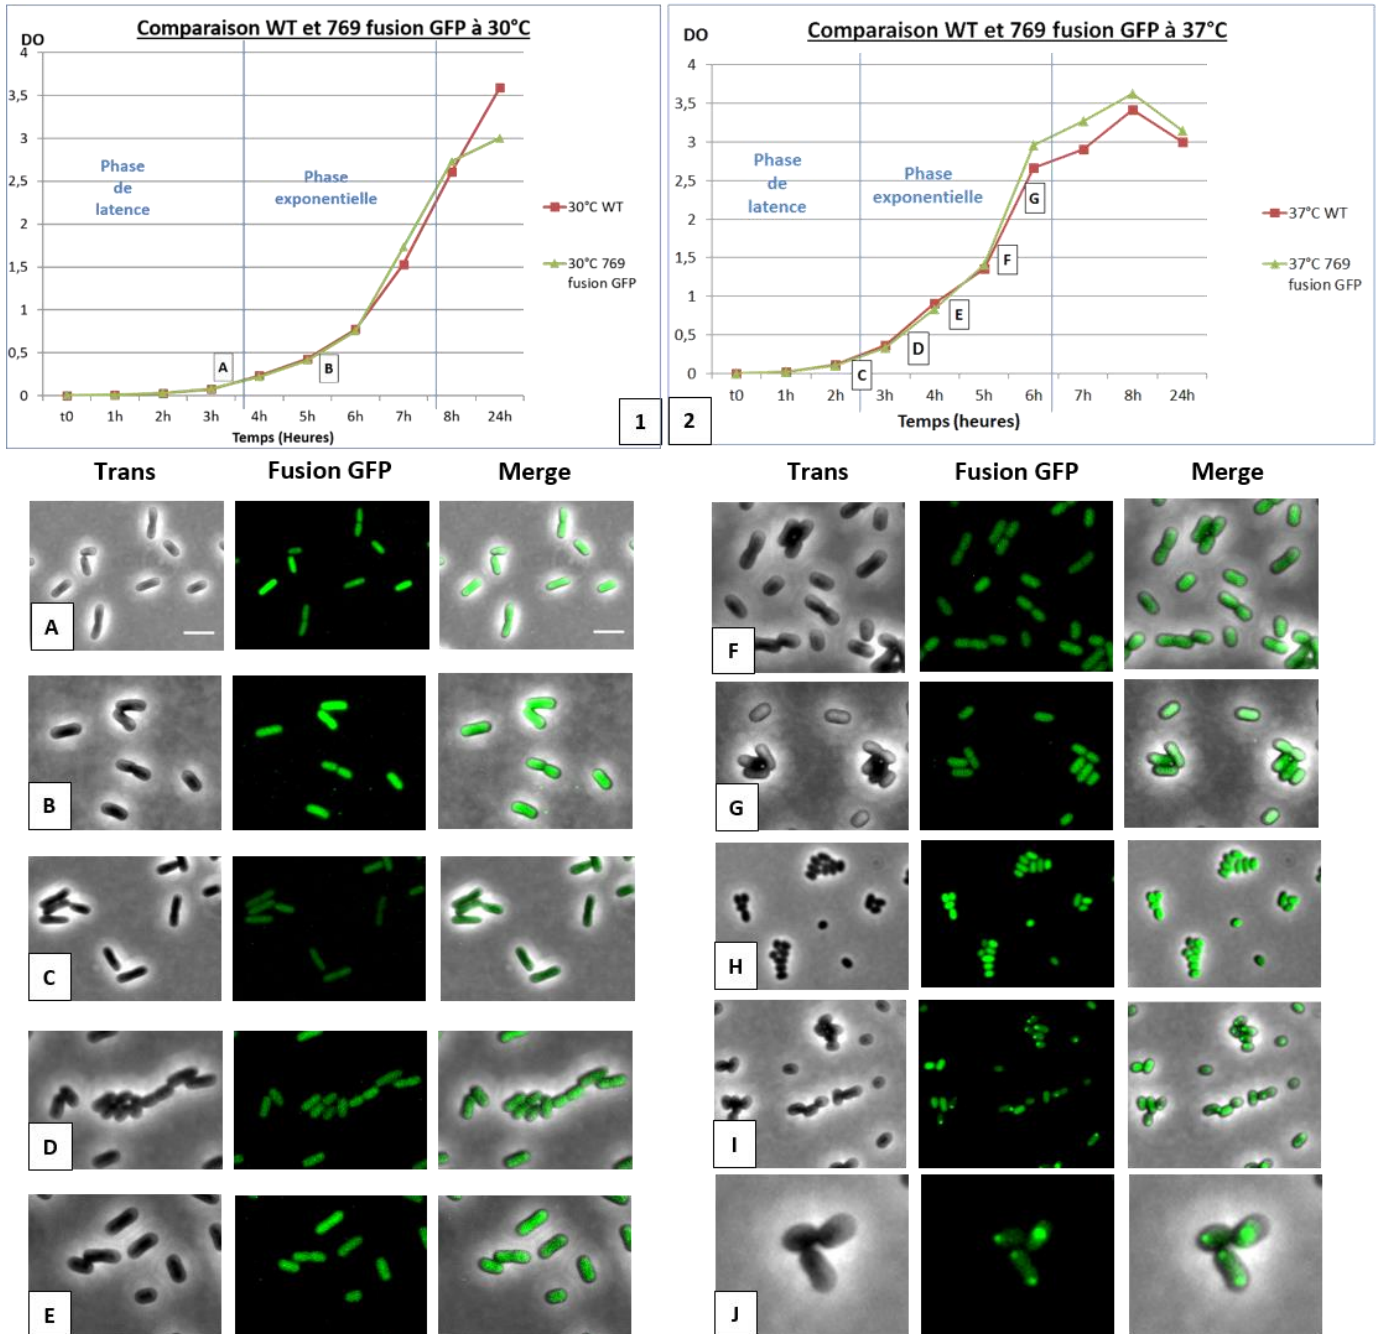 Comparaison WT et 769 fusion GFP à 30°C
DO
4
3,5
3
2,5
2
1,5
1
0,5
0
Phase
de
latence
Phase
exponentielle
A
B
30°C WT
30°C 769
fusion GFP
t0 1h 2h 3h 4h 5h 6h 7h 8h 24h
Temps (Heures)
1
Comparaison WT et 769 fusion GFP à 37°C
DO
4
3,5
3
2,5
2
1,5
1
0,5
0
Phase
de
latence
Phase
exponentielle
G
F
E
D
C
37°C WT
37°C 769
fusion GFP
t0 1h 2h 3h 4h 5h 6h 7h 8h 24h
Temps (heures)
2
Trans Fusion GFP Merge
A
B
C
D
E
Trans Fusion GFP Merge
F
G
H
I
J